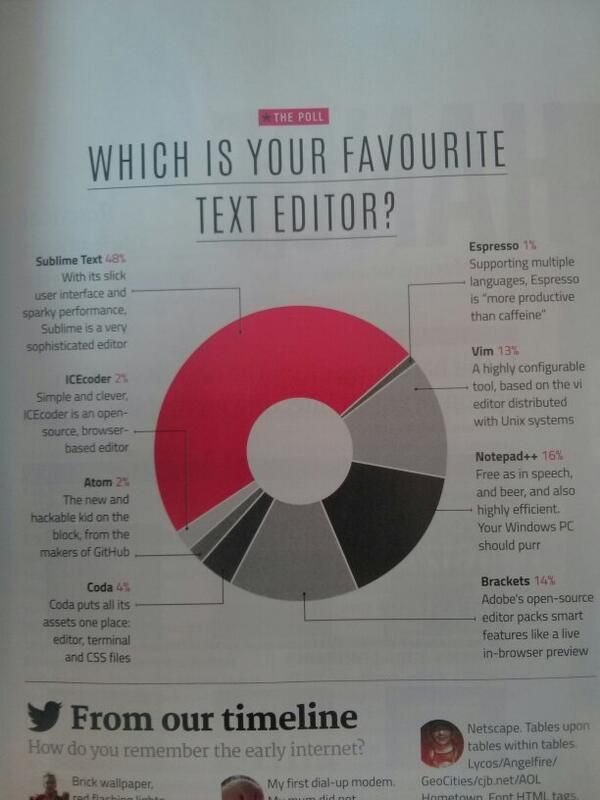 ★ THE POLL
WHICH IS YOUR FAVOURITE
TEXT EDITOR?
Sublime Text 48%
With its slick
user interface and
sparky performance,
Sublime is a very
sophisticated editor
ICEcoder 2%
Simple and clever,
ICEcoder is an open-
source, browser-
based editor
Atom 2%
The new and
hackable kid on the
block, from the
makers of GitHub
Coda 4%
Coda puts all its
assets one place:
editor, terminal
and CSS files
Espresso 1%
Supporting multiple
languages, Espresso
is "more productive
than caffeine"
Vim 13%
A highly configurable
tool, based on the vi
editor distributed
with Unix systems
Notepad++ 16%
Free as in speech,
and beer, and also
highly efficient.
Your Windows PC
should purr
Brackets 14%
Adobe's open-source
editor packs smart
features like a live
in-browser preview
From our timeline
How do you remember the early internet?
Brick wallpaper,
red flashing lights
My first dial-up modem.
My mum did not
Netscape. Tables upon
tables within tables.
Lycos/Angelfire/
GeoCities/cjb.net/AOL
Hometown. Font HTML tags.